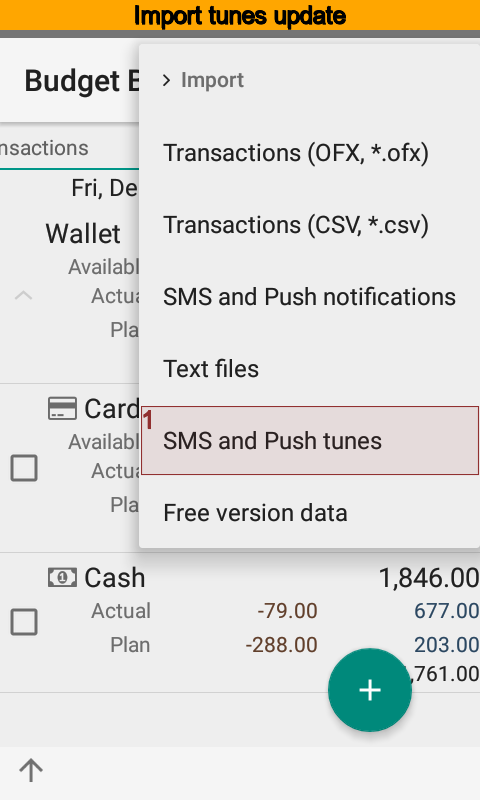 Import tunes update
Budget
Import
nsactions
Transactions (OFX, *.ofx)
Fri, De
Transactions (CSV, *.csv)
Wallet
Availabl
Actua
SMS and Push notifications
Pla
Text files
Card
1
SMS and Push tunes
Availabl
Actua
Pla
Free version data
Cash 1,846.00
Actual -79.00 677.00
Plan -288.00 203.00
,761.00
+